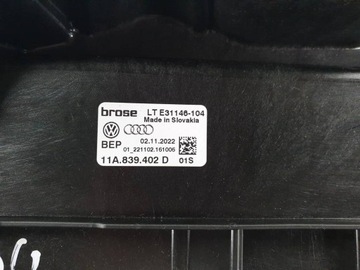 brose LT E31146-104
Made in Slovakia
BEP 02.11.2022
01_221102.161006
11A.839.402 D 01S